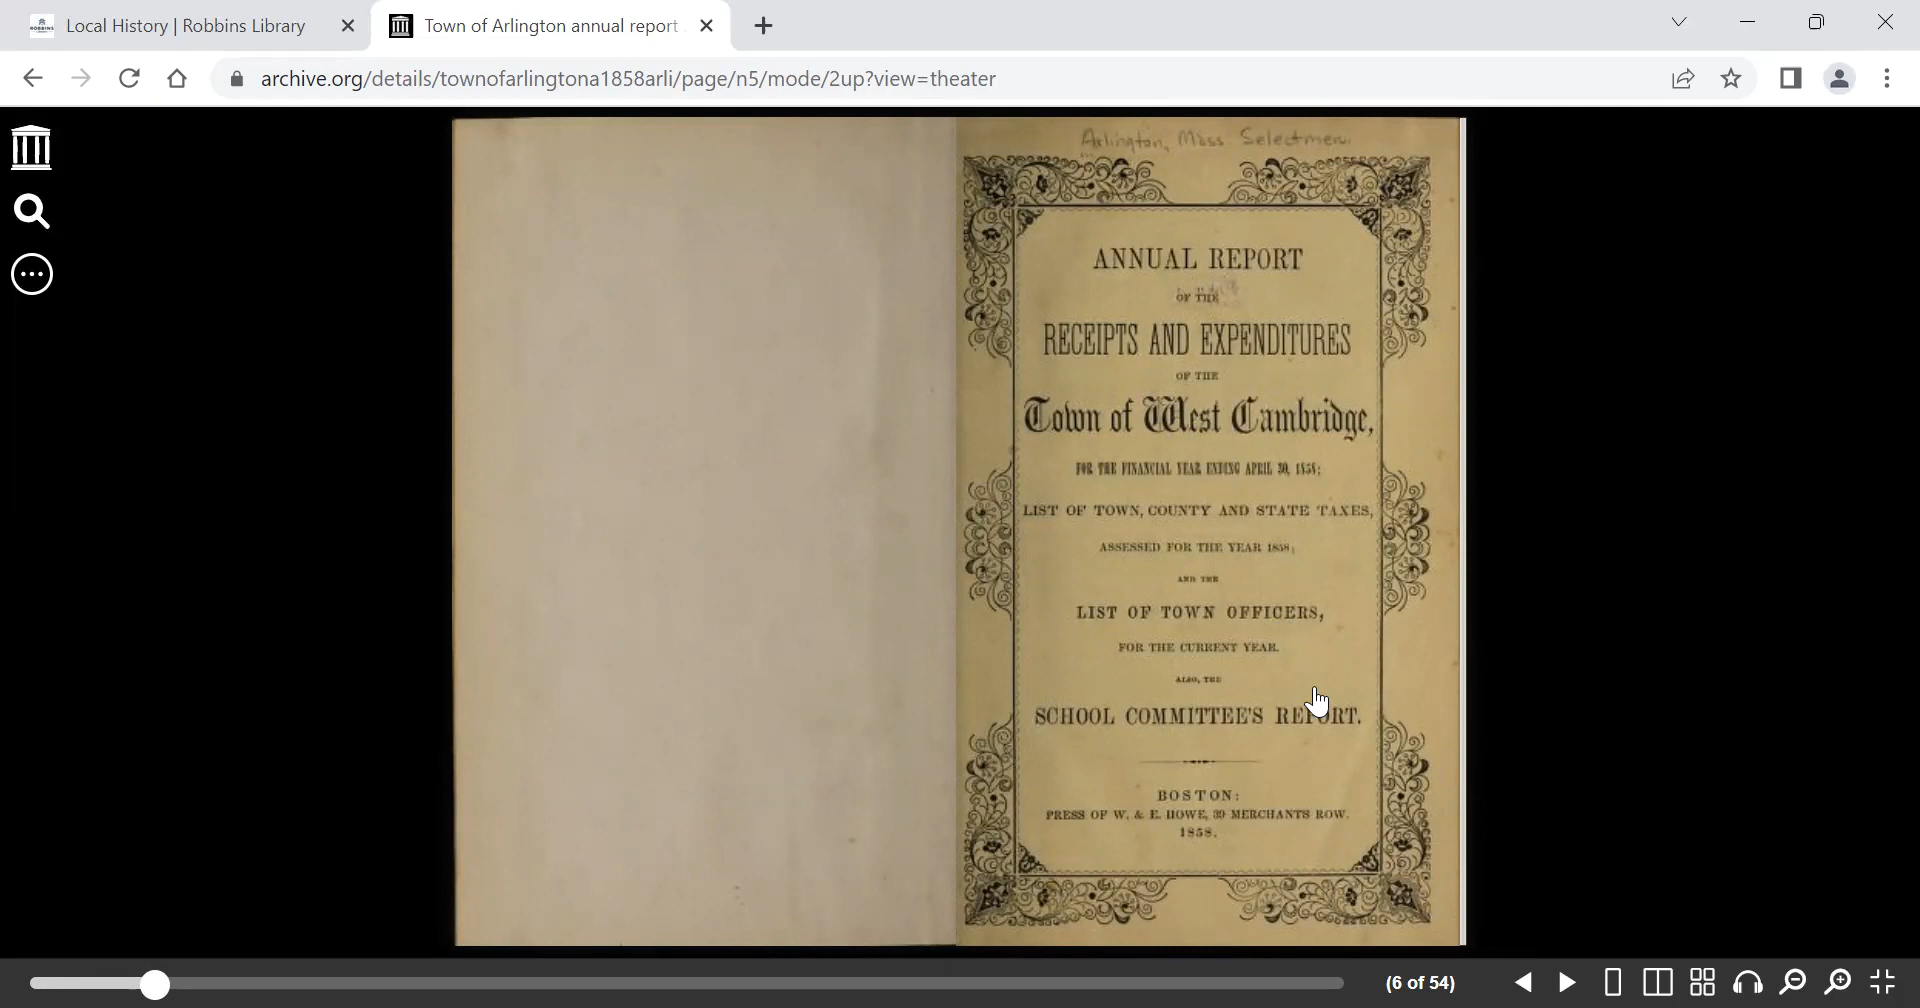 Local History | Robbins Library
Town of Arlington annual report
archive.org/details/townofarlingtona1858arli/page/n5/mode/2up?view=theater
Arlington, Mass Selectmen.
ANNUAL REPORT
OF THE
RECEIPTS AND EXPENDITURES
OF THE
Town of West Cambridge,
FOR THE FINANCIAL YEAR ENDING APRIL 30, 1858;
LIST OF TOWN, COUNTY AND STATE TAXES,
ASSESSED FOR THE YEAR 1858;
AND THE
LIST OF TOWN OFFICERS,
FOR THE CURRENT YEAR.
ALSO, THE
SCHOOL COMMITTEE'S REPORT.
BOSTON:
PRESS OF W. & E. HOWE, 39 MERCHANTS ROW.
1858.
(6 of 54)